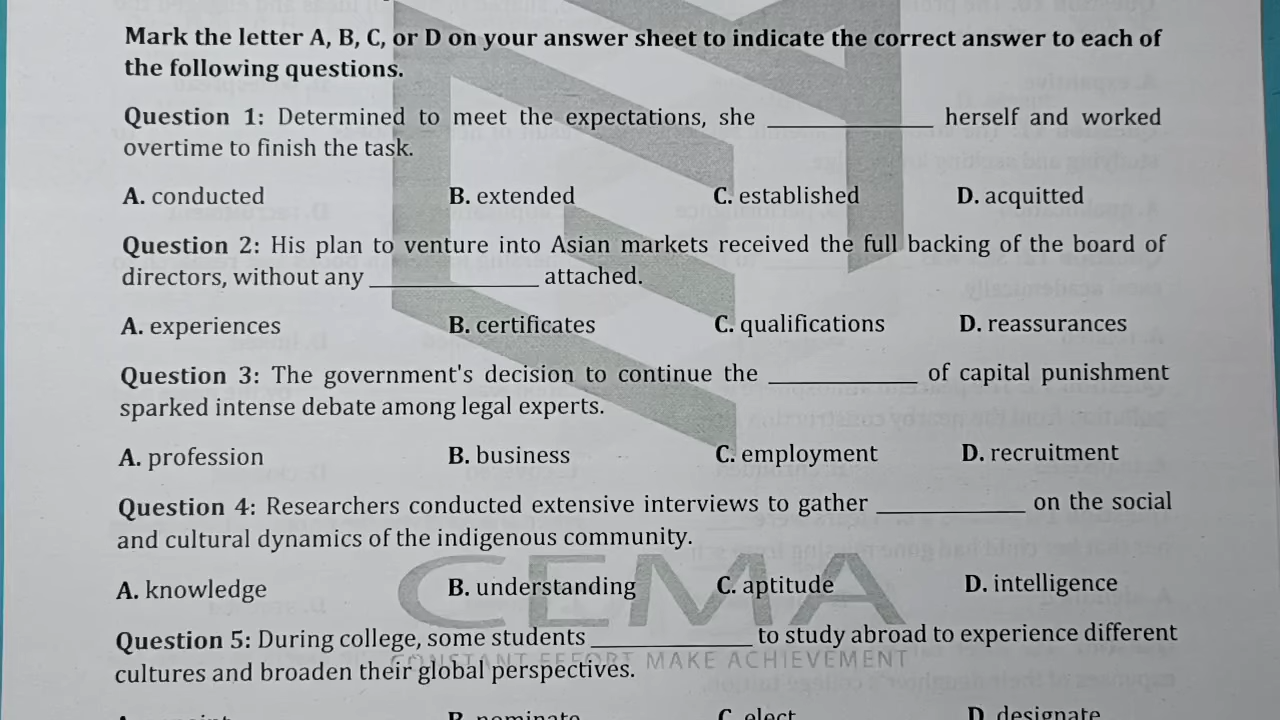 Mark the letter A, B, C, or D on your answer sheet to indicate the correct answer to each of
the following questions.
Question 1: Determined to meet the expectations, she ______________ herself and worked
overtime to finish the task.
A. conducted B. extended C. established D. acquitted
Question 2: His plan to venture into Asian markets received the full backing of the board of
directors, without any ______________ attached.
A. experiences B. certificates C. qualifications D. reassurances
Question 3: The government's decision to continue the ______________ of capital punishment
sparked intense debate among legal experts.
A. profession B. business C. employment D. recruitment
Question 4: Researchers conducted extensive interviews to gather ______________ on the social
and cultural dynamics of the indigenous community.
A. knowledge B. understanding C. aptitude D. intelligence
CEMA
Question 5: During college, some students ______________ to study abroad to experience different
CONSTANT EFFORT MAKE ACHIEVEMENT
cultures and broaden their global perspectives.
B. nominate C. elect D. designate